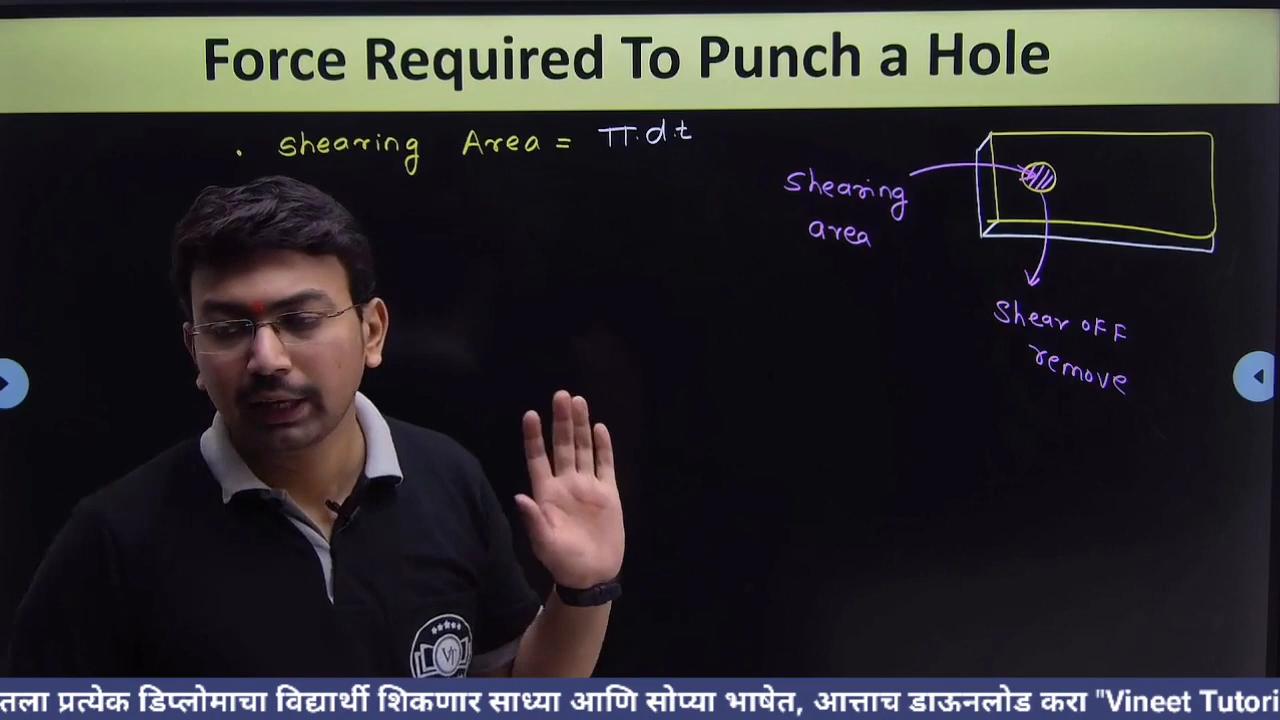 Force Required To Punch a Hole
. Shearing Area = π.d.t
Shearing
area
Shear off
remove
VT
तला प्रत्येक डिप्लोमाचा विद्यार्थी शिकणार साध्या आणि सोप्या भाषेत, आत्ताच डाऊनलोड करा "Vineet Tutori